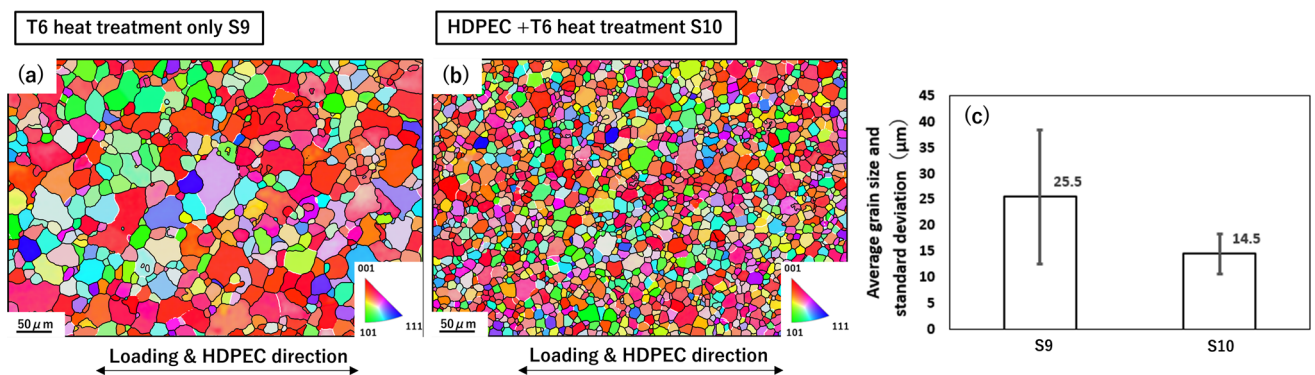 T6 heat treatment only S9
HDPEC +T6 heat treatment S10
(a)
001
101
111
50μm
Loading & HDPEC direction
(b)
001
101
111
50μm
Loading & HDPEC direction
(c)
Average grain size and
standard deviation (μm)
45
40
35
30
25
20
15
10
5
0
25.5
14.5
S9
S10